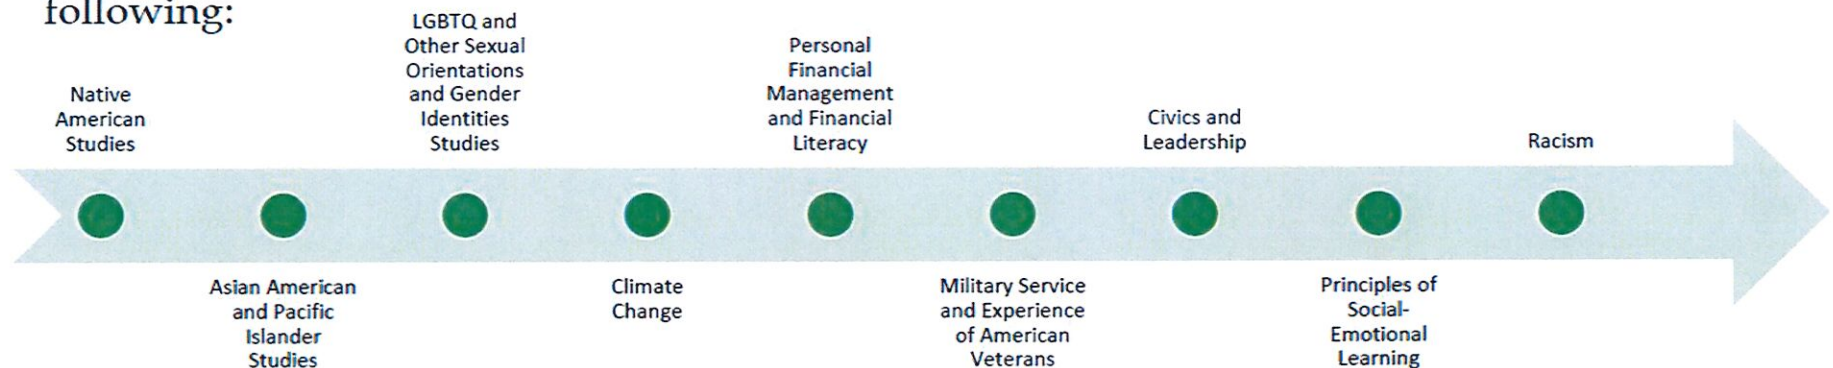 following:
Native
American
Studies
Asian American
and Pacific
Islander
Studies
LGBTQ and
Other Sexual
Orientations
and Gender
Identities
Studies
Climate
Change
Personal
Financial
Management
and Financial
Literacy
Military Service
and Experience
of American
Veterans
Civics and
Leadership
Principles of
Social-
Emotional
Learning
Racism